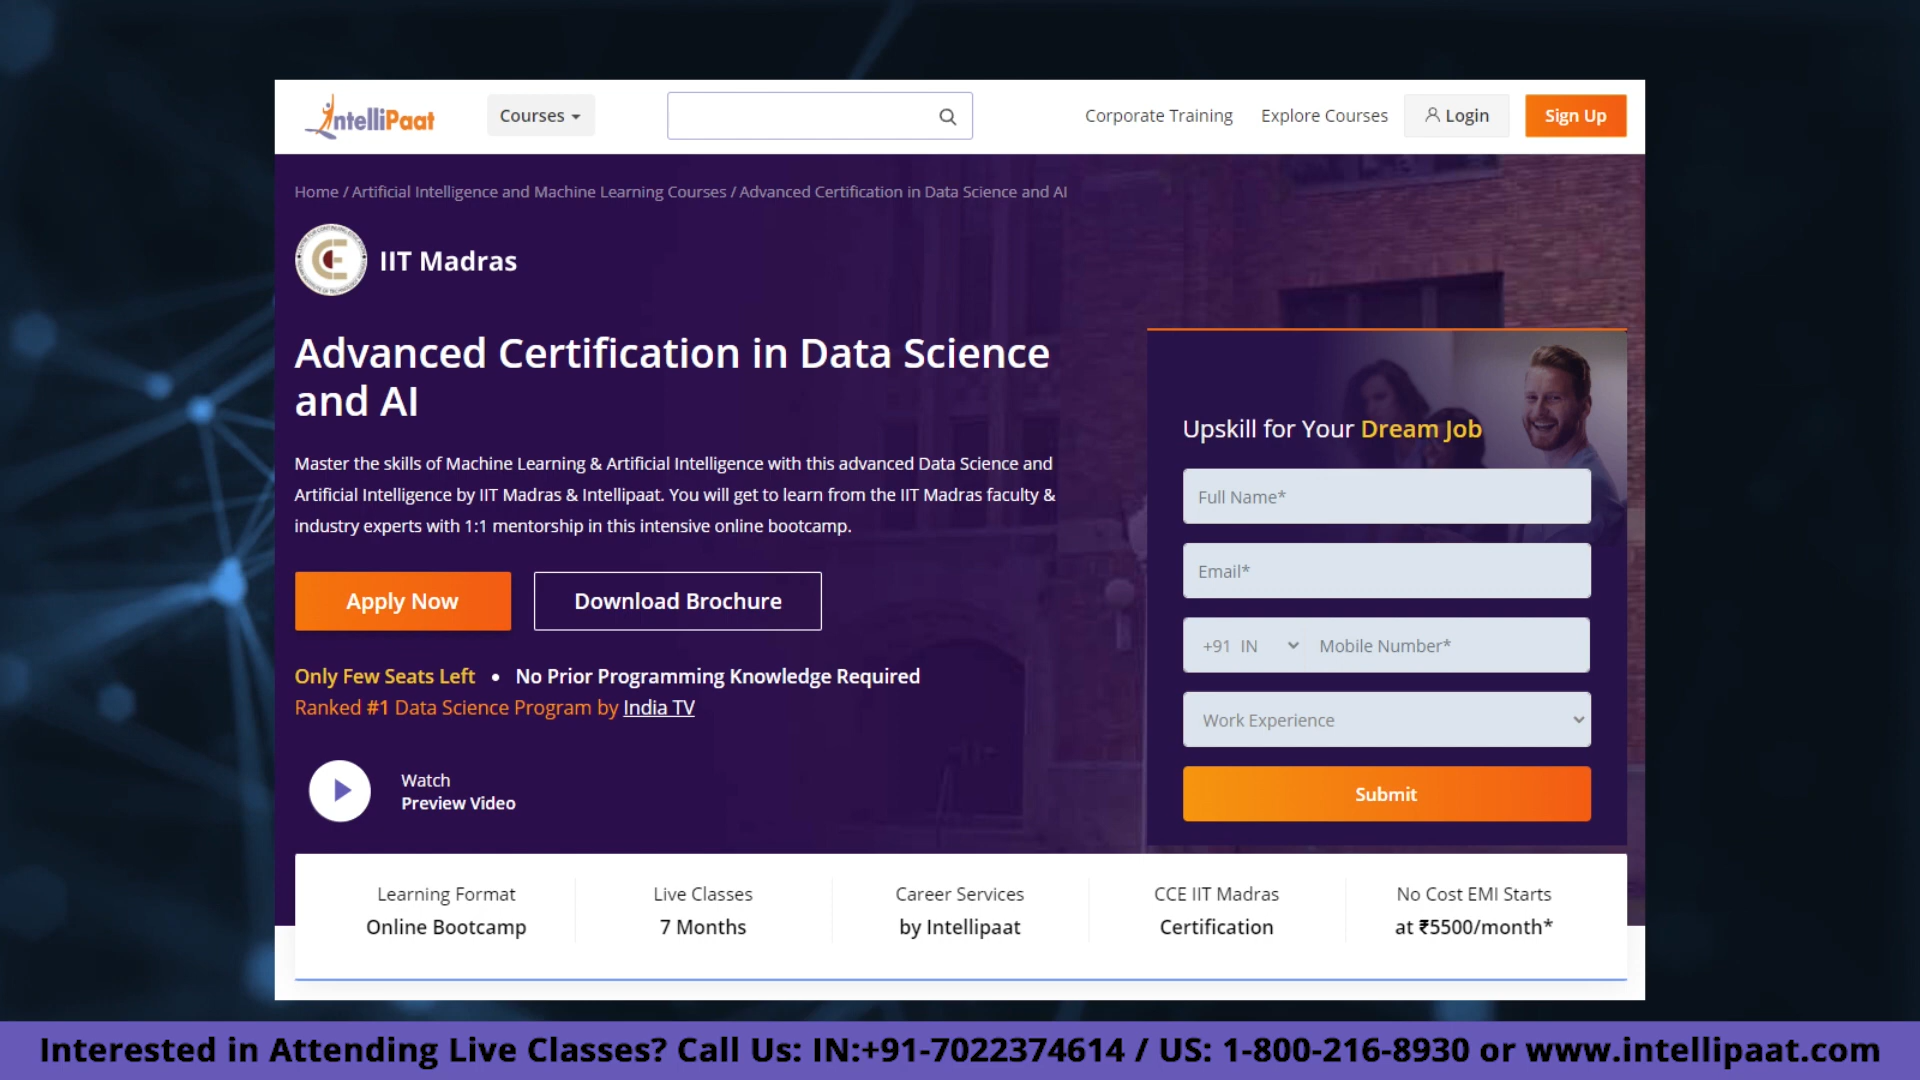 IntelliPaat
Courses
Corporate Training
Explore Courses
Login
Sign Up
Home / Artificial Intelligence and Machine Learning Courses / Advanced Certification in Data Science and AI
IIT Madras
Advanced Certification in Data Science
and AI
Master the skills of Machine Learning & Artificial Intelligence with this advanced Data Science and
Artificial Intelligence by IIT Madras & Intellipaat. You will get to learn from the IIT Madras faculty &
industry experts with 1:1 mentorship in this intensive online bootcamp.
Apply Now
Download Brochure
Only Few Seats Left • No Prior Programming Knowledge Required
Ranked #1 Data Science Program by India TV
Watch
Preview Video
Upskill for Your Dream Job
Full Name*
Email*
+91 IN
Mobile Number*
Work Experience
Submit
Learning Format
Online Bootcamp
Live Classes
7 Months
Career Services
by Intellipaat
CCE IIT Madras
Certification
No Cost EMI Starts
at ₹5500/month*
Interested in Attending Live Classes? Call Us: IN:+91-7022374614 / US: 1-800-216-8930 or www.intellipaat.com